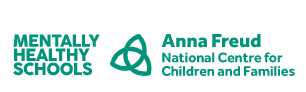 MENTALLY
HEALTHY
SCHOOLS
Anna Freud
National Centre for
Children and Families